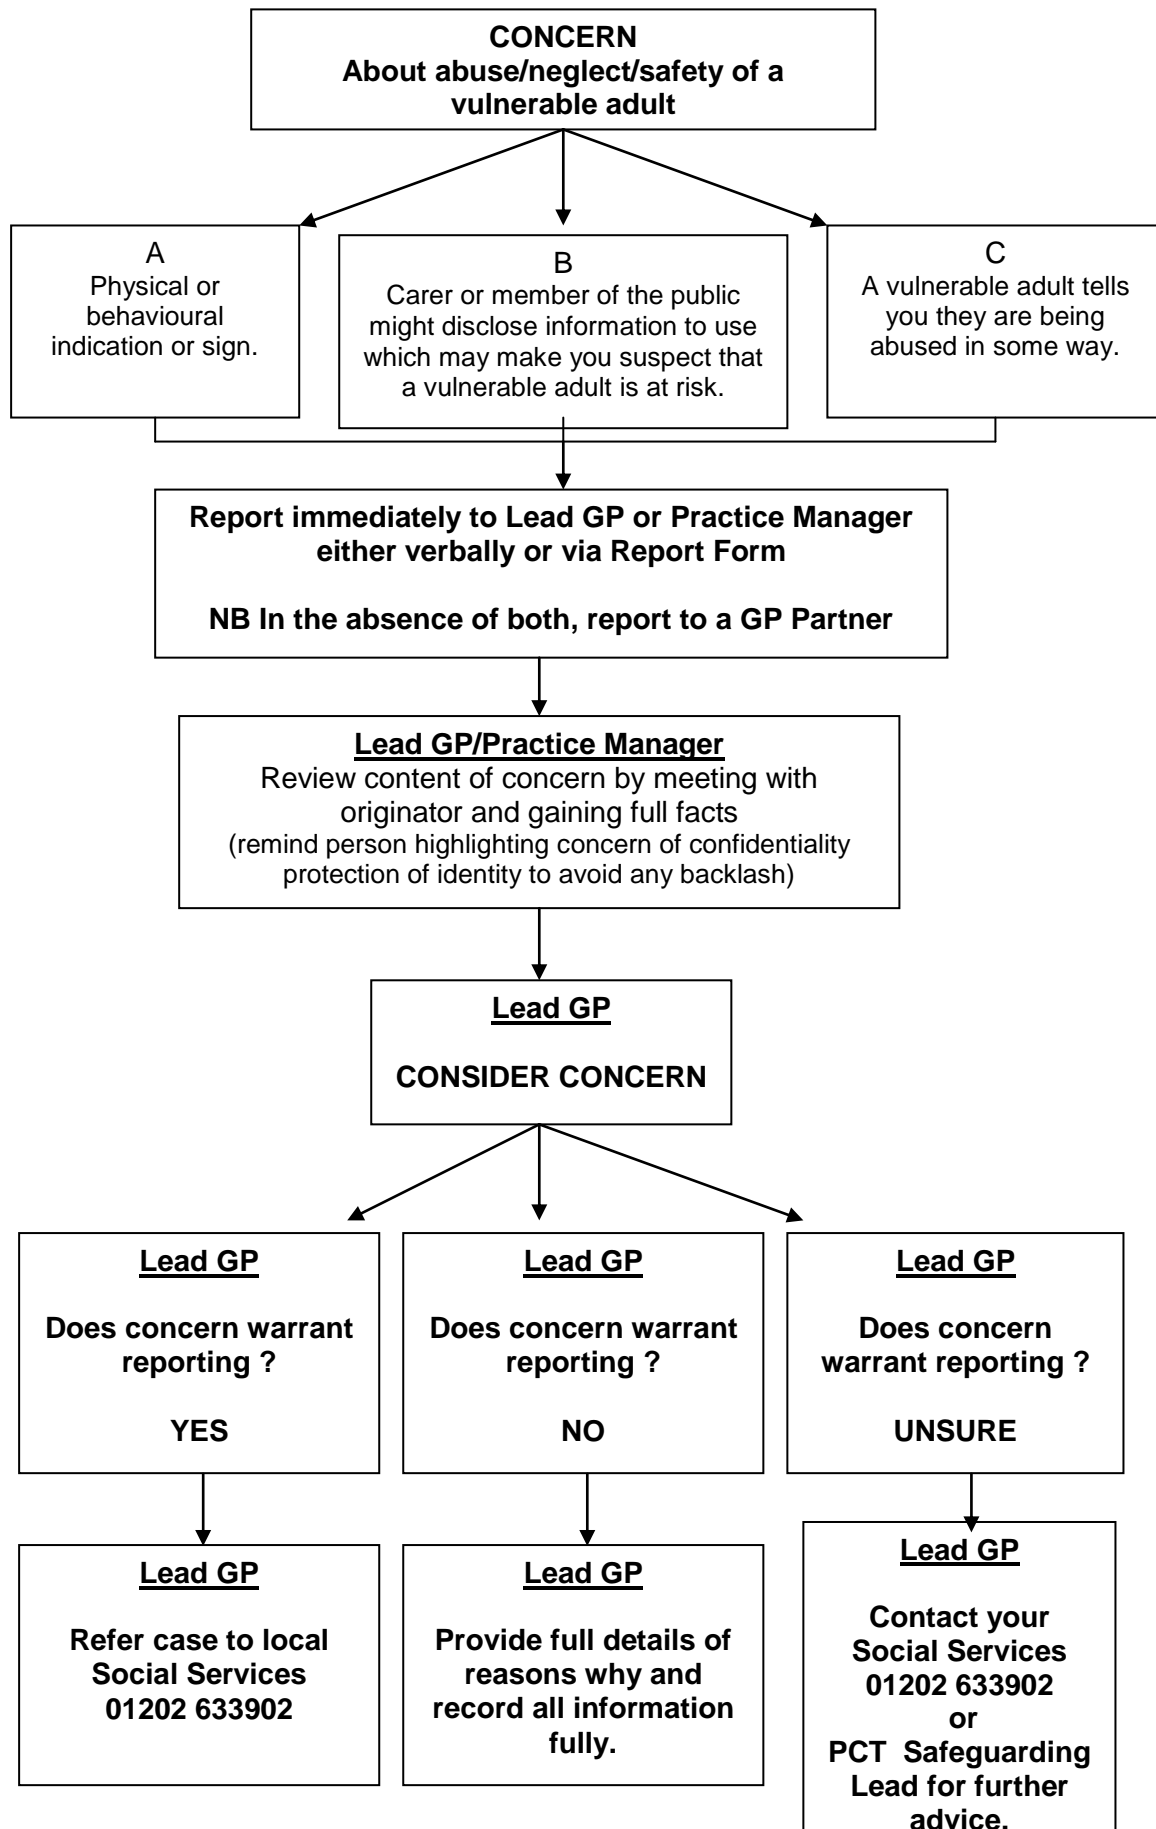 CONCERN
About abuse/neglect/safety of a
vulnerable adult
A
Physical or
behavioural
indication or sign.
B
Carer or member of the public
might disclose information to use
which may make you suspect that
a vulnerable adult is at risk.
C
A vulnerable adult tells
you they are being
abused in some way.
Report immediately to Lead GP or Practice Manager
either verbally or via Report Form
NB In the absence of both, report to a GP Partner
Lead GP/Practice Manager
Review content of concern by meeting with
originator and gaining full facts
(remind person highlighting concern of confidentiality
protection of identity to avoid any backlash)
Lead GP
CONSIDER CONCERN
Lead GP
Does concern warrant
reporting ?
YES
Lead GP
Does concern warrant
reporting ?
NO
Lead GP
Does concern
warrant reporting ?
UNSURE
Lead GP
Refer case to local
Social Services
01202 633902
Lead GP
Provide full details of
reasons why and
record all information
fully.
Lead GP
Contact your
Social Services
01202 633902
or
PCT Safeguarding
Lead for further
advice.